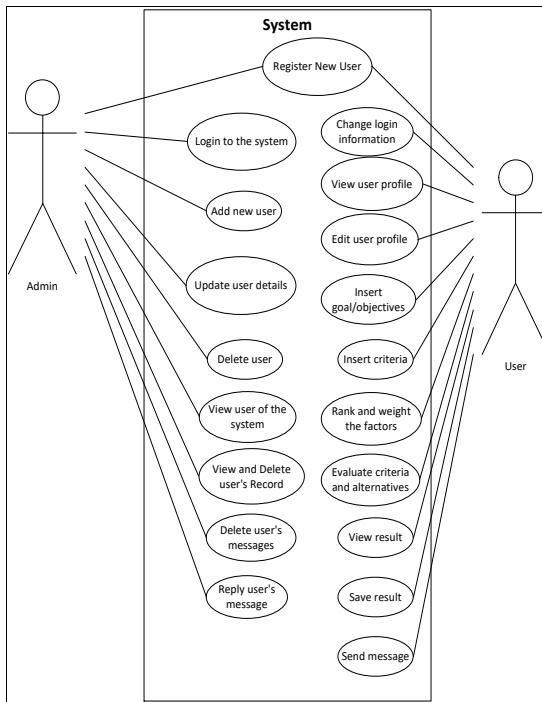 System
Register New User
Login to the system
Change login
information
View user profile
Add new user
Edit user profile
Admin
Update user details
Insert
goal/objectives
Delete user
Insert criteria
User
View user of the
system
Rank and weight
the factors
View and Delete
user's Record
Evaluate criteria
and alternatives
Delete user's
messages
View result
Reply user's
message
Save result
Send message